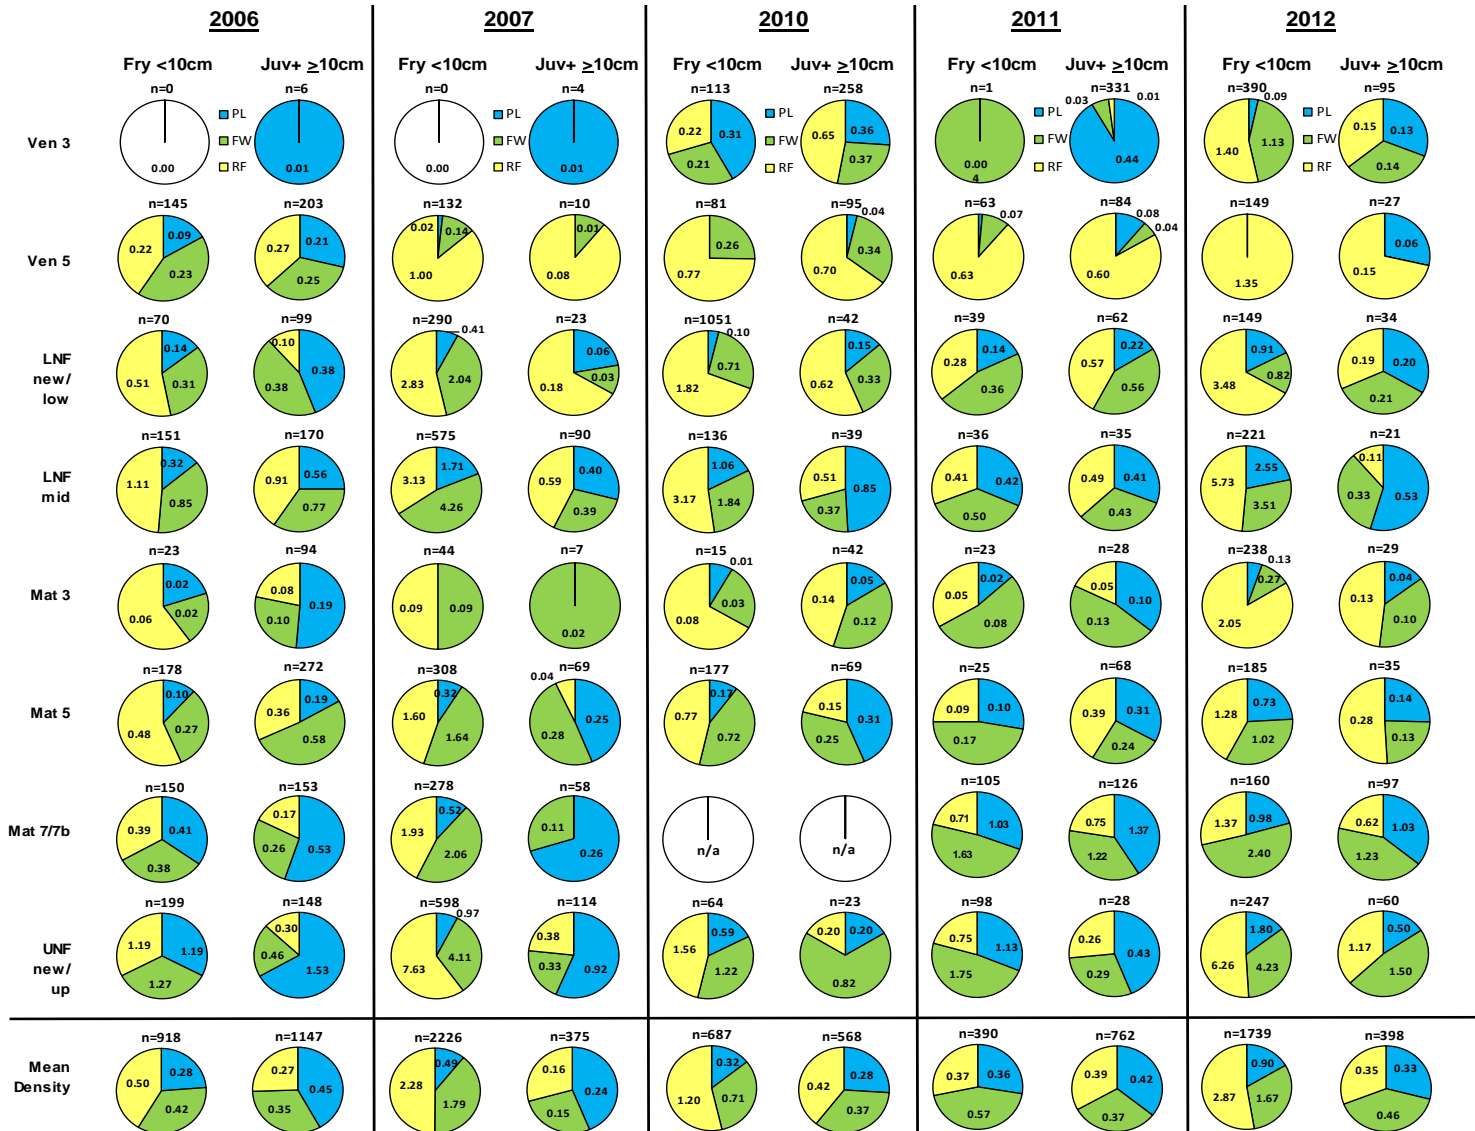 2006 2007 2010 2011 2012
Fry <10cm Juv+ ≥10cm Fry <10cm Juv+ ≥10cm Fry <10cm Juv+ ≥10cm Fry <10cm Juv+ ≥10cm Fry <10cm Juv+ ≥10cm
n=0 n=6 n=0 n=4 n=113 n=258 n=1 n=331 n=390 n=95
Ven 3
0.00 PL FW RF 0.01
0.00 PL FW RF 0.01
0.22 0.31 0.21 PL FW RF 0.65 0.36 0.37
0.00 4 PL FW RF 0.03 0.01 0.44
0.09 1.40 1.13 PL FW RF 0.15 0.13 0.14
n=145 n=203 n=132 n=10 n=81 n=95 n=63 n=84 n=149 n=27
Ven 5
0.22 0.09 0.23 0.27 0.21 0.25
0.02 0.14 1.00 0.01 0.08
0.26 0.77 0.04 0.34 0.70
0.07 0.63 0.08 0.04 0.60
1.35 0.06 0.15
n=70 n=99 n=290 n=23 n=1051 n=42 n=39 n=62 n=149 n=34
LNF
new/
low
0.14 0.51 0.31 0.10 0.38 0.38
0.41 2.83 2.04 0.06 0.03 0.18
0.10 0.71 1.82 0.15 0.33 0.62
0.28 0.14 0.36 0.57 0.22 0.56
0.91 0.82 3.48 0.19 0.20 0.21
n=151 n=170 n=575 n=90 n=136 n=39 n=36 n=35 n=221 n=21
LNF
mid
0.32 1.11 0.85 0.56 0.91 0.77
1.71 3.13 4.26 0.40 0.59 0.39
1.06 3.17 1.84 0.51 0.85 0.37
0.41 0.42 0.50 0.49 0.41 0.43
2.55 5.73 3.51 0.11 0.33 0.53
n=23 n=94 n=44 n=7 n=15 n=42 n=23 n=28 n=238 n=29
Mat 3
0.02 0.02 0.06 0.08 0.19 0.10
0.09 0.09 0.02
0.01 0.03 0.08 0.05 0.14 0.12
0.02 0.05 0.08 0.05 0.10 0.13
0.13 0.27 2.05 0.04 0.13 0.10
n=178 n=272 n=308 n=69 n=177 n=69 n=25 n=68 n=185 n=35
Mat 5
0.10 0.27 0.48 0.19 0.36 0.58
0.32 1.60 1.64 0.04 0.25 0.28
0.17 0.77 0.72 0.15 0.31 0.25
0.09 0.10 0.17 0.31 0.39 0.24
0.73 1.28 1.02 0.14 0.28 0.13
n=150 n=153 n=278 n=58 n=105 n=126 n=160 n=97
Mat 7/7b
0.39 0.41 0.38 0.17 0.26 0.53
0.52 1.93 2.06 0.11 0.26
n/a n/a
0.71 1.03 1.63 0.75 1.37 1.22
1.37 0.98 2.40 0.62 1.03 1.23
n=199 n=148 n=598 n=114 n=64 n=23 n=98 n=28 n=247 n=60
UNF
new/
up
1.19 1.19 1.27 0.30 0.46 1.53
0.97 4.11 7.63 0.38 0.33 0.92
0.59 1.56 1.22 0.20 0.20 0.82
0.75 1.13 1.75 0.26 0.43 0.29
1.80 6.26 4.23 0.50 1.17 1.50
n=918 n=1147 n=2226 n=375 n=687 n=568 n=390 n=762 n=1739 n=398
Mean
Density
0.28 0.50 0.42 0.27 0.45 0.35
0.49 2.28 1.79 0.16 0.24 0.15
0.32 0.71 1.20 0.28 0.42 0.37
0.37 0.36 0.57 0.39 0.42 0.37
0.90 1.67 2.87 0.35 0.33 0.46